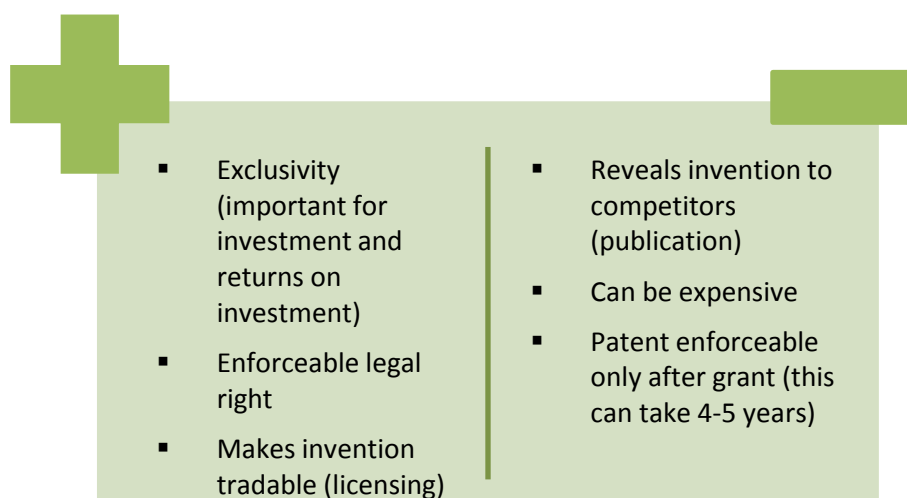 ▪ Exclusivity
(important for
investment and
returns on
investment)
▪ Enforceable legal
right
▪ Makes invention
tradable (licensing)
▪ Reveals invention to
competitors
(publication)
▪ Can be expensive
▪ Patent enforceable
only after grant (this
can take 4-5 years)